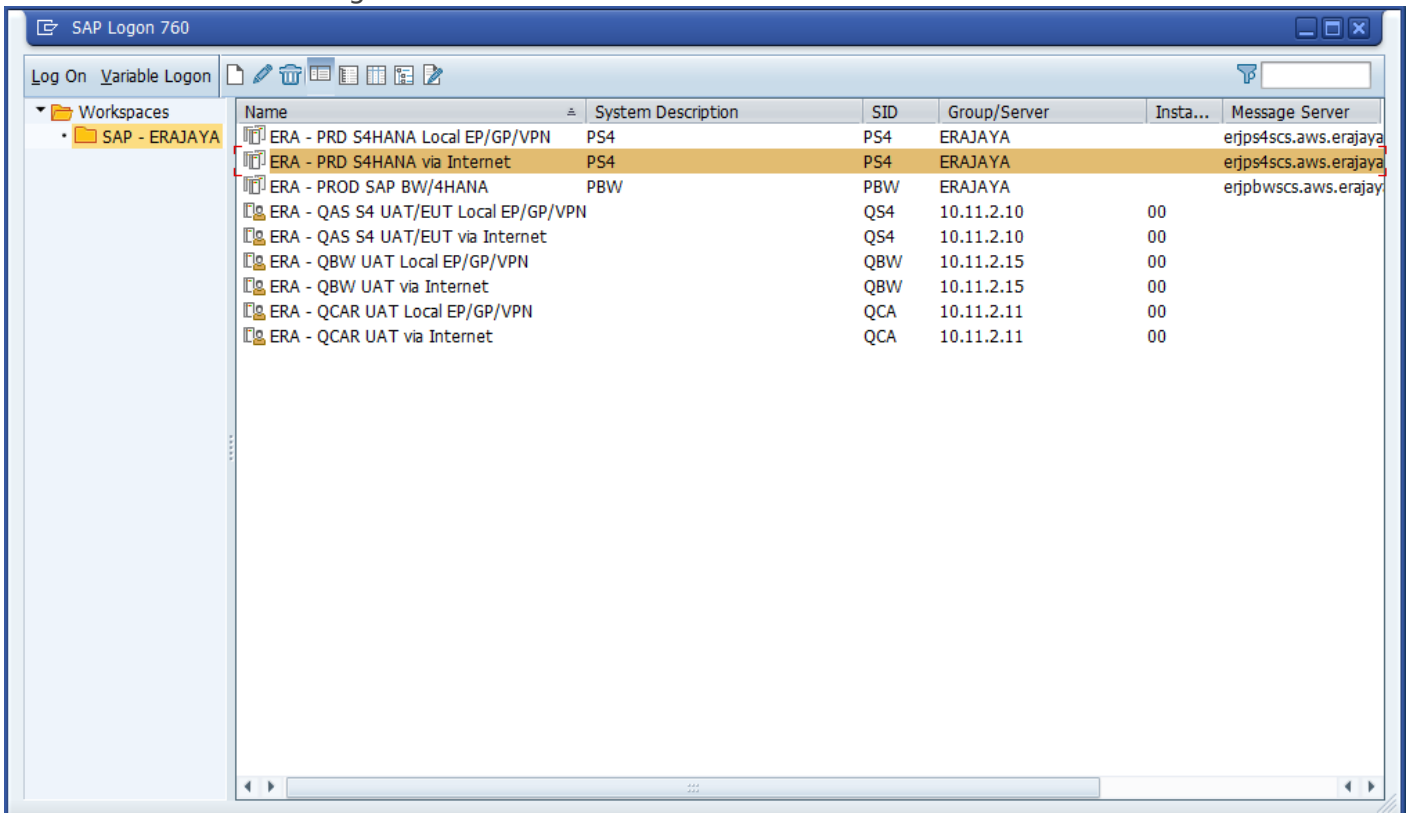 SAP Logon 760
Log On Variable Logon
Workspaces
SAP - ERAJAYA
Name System Description SID Group/Server Insta... Message Server
ERA - PRD S4HANA Local EP/GP/VPN PS4 PS4 ERAJAYA erjps4scs.aws.erajaya
ERA - PRD S4HANA via Internet PS4 PS4 ERAJAYA erjps4scs.aws.erajaya
ERA - PROD SAP BW/4HANA PBW PBW ERAJAYA erjpbwscs.aws.erajay
ERA - QAS S4 UAT/EUT Local EP/GP/VPN QS4 10.11.2.10 00
ERA - QAS S4 UAT/EUT via Internet QS4 10.11.2.10 00
ERA - QBW UAT Local EP/GP/VPN QBW 10.11.2.15 00
ERA - QBW UAT via Internet QBW 10.11.2.15 00
ERA - QCAR UAT Local EP/GP/VPN QCA 10.11.2.11 00
ERA - QCAR UAT via Internet QCA 10.11.2.11 00